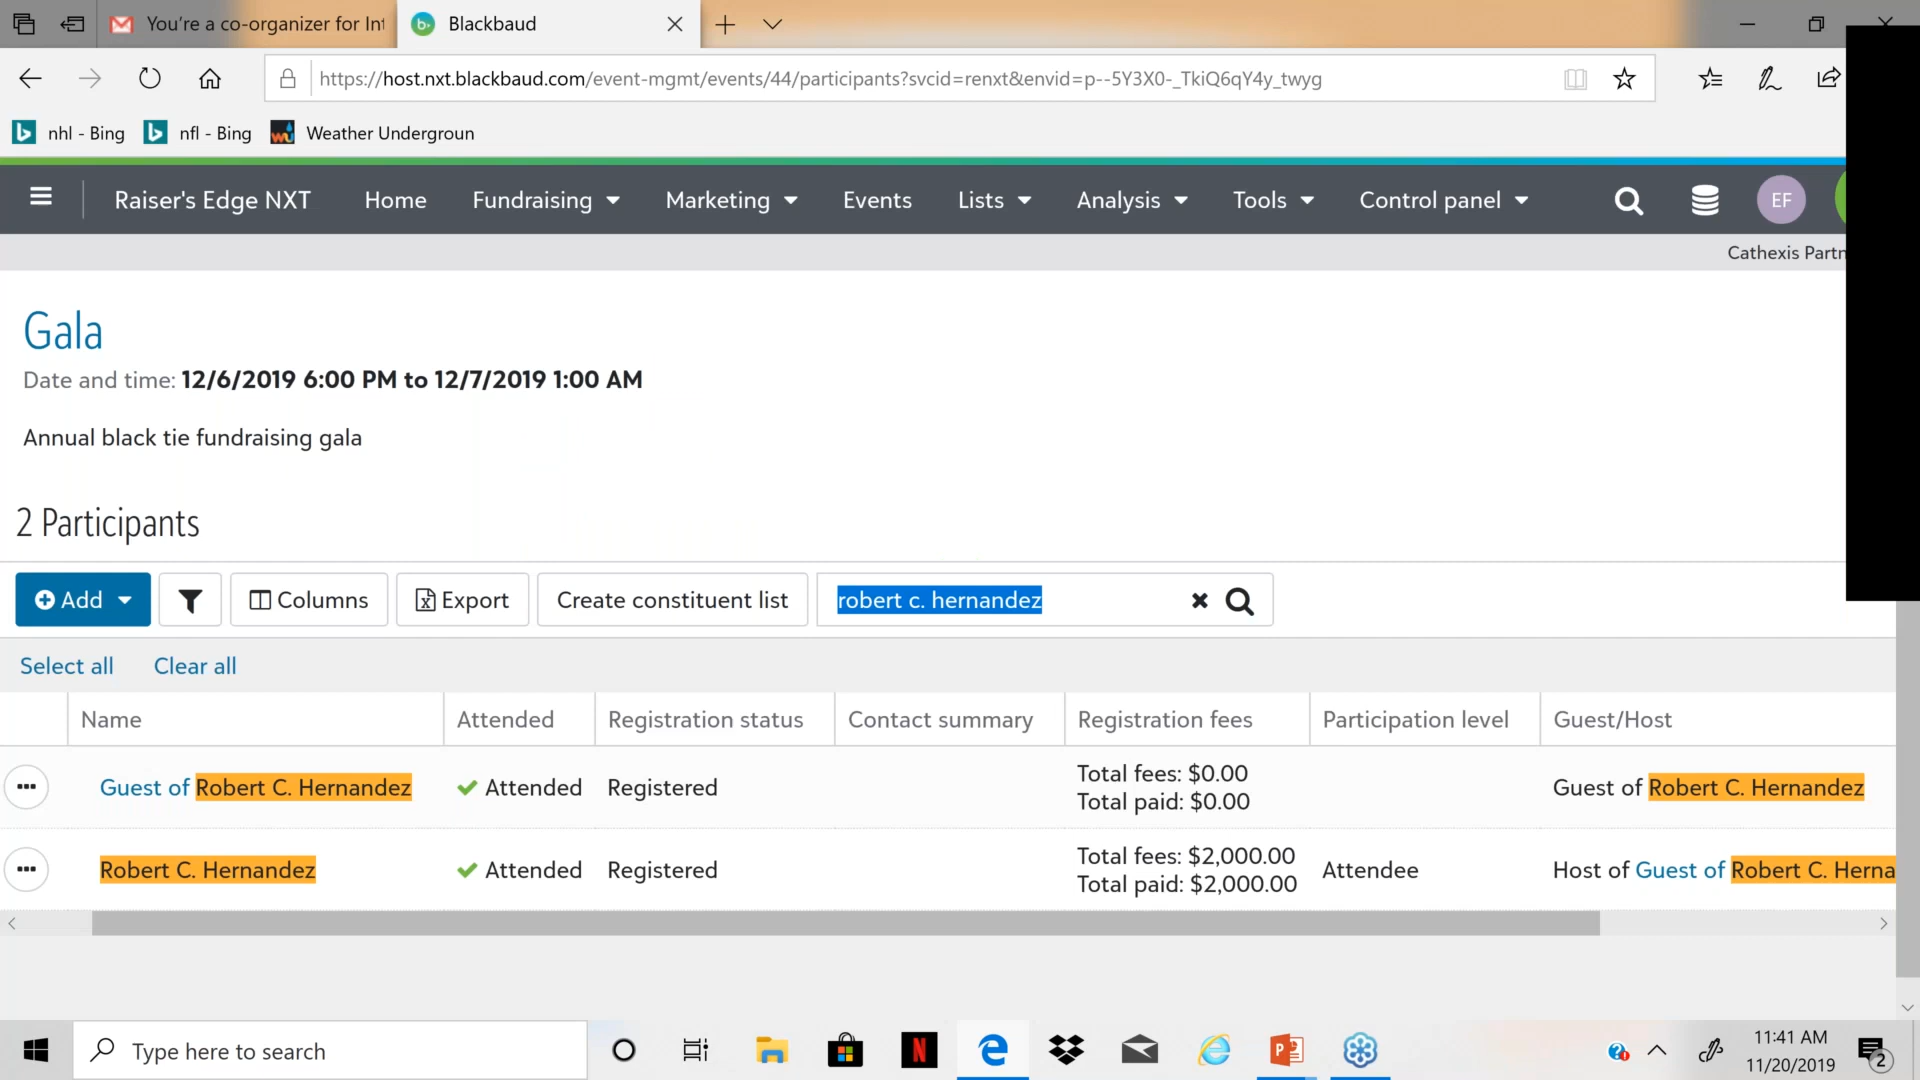 You're a co-organizer for Int
Blackbaud
https://host.nxt.blackbaud.com/event-mgmt/events/44/participants?svcid=renxt&envid=p--5Y3X0-_TkiQ6qY4y_twyg
nhl - Bing
nfl - Bing
Weather Undergroun
Raiser's Edge NXT
Home
Fundraising
Marketing
Events
Lists
Analysis
Tools
Control panel
EF
Cathexis Partn
Gala
Date and time: 12/6/2019 6:00 PM to 12/7/2019 1:00 AM
Annual black tie fundraising gala
2 Participants
Add
Columns
Export
Create constituent list
robert c. hernandez
Select all
Clear all
Name
Attended
Registration status
Contact summary
Registration fees
Participation level
Guest/Host
Guest of Robert C. Hernandez
Attended
Registered
Total fees: $0.00
Total paid: $0.00
Guest of Robert C. Hernandez
Robert C. Hernandez
Attended
Registered
Total fees: $2,000.00
Total paid: $2,000.00
Attendee
Host of Guest of Robert C. Herna
Type here to search
11:41 AM
11/20/2019
2